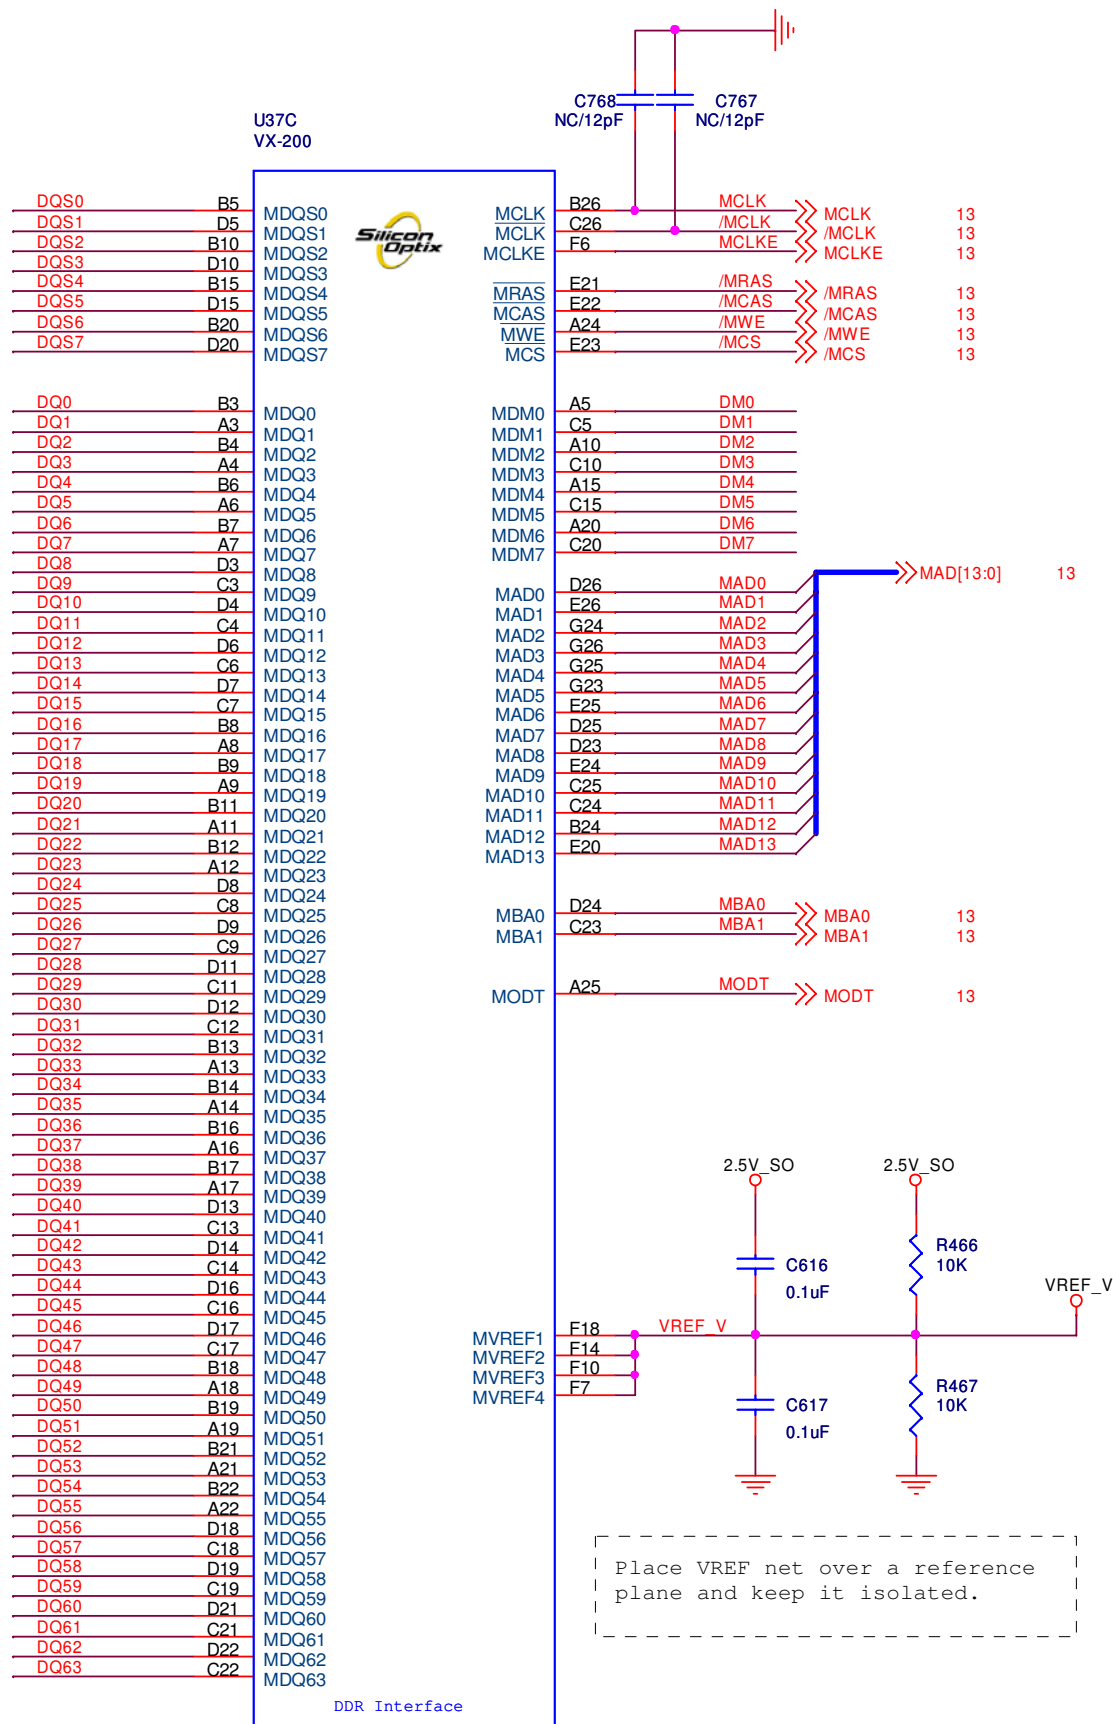 C768
NC/12pF
C767
NC/12pF
U37C
VX-200
Silicon
Optix
DQS0 B5 MDQS0
DQS1 D5 MDQS1
DQS2 B10 MDQS2
DQS3 D10 MDQS3
DQS4 B15 MDQS4
DQS5 D15 MDQS5
DQS6 B20 MDQS6
DQS7 D20 MDQS7
MCLK B26 MCLK MCLK 13
MCLK C26 /MCLK /MCLK 13
MCLKE F6 MCLKE MCLKE 13
MRAS E21 /MRAS /MRAS 13
MCAS E22 /MCAS /MCAS 13
MWE A24 /MWE /MWE 13
MCS E23 /MCS /MCS 13
DQ0 B3 MDQ0
DQ1 A3 MDQ1
DQ2 B4 MDQ2
DQ3 A4 MDQ3
DQ4 B6 MDQ4
DQ5 A6 MDQ5
DQ6 B7 MDQ6
DQ7 A7 MDQ7
DQ8 D3 MDQ8
DQ9 C3 MDQ9
DQ10 D4 MDQ10
DQ11 C4 MDQ11
DQ12 D6 MDQ12
DQ13 C6 MDQ13
DQ14 D7 MDQ14
DQ15 C7 MDQ15
DQ16 B8 MDQ16
DQ17 A8 MDQ17
DQ18 B9 MDQ18
DQ19 A9 MDQ19
DQ20 B11 MDQ20
DQ21 A11 MDQ21
DQ22 B12 MDQ22
DQ23 A12 MDQ23
DQ24 D8 MDQ24
DQ25 C8 MDQ25
DQ26 D9 MDQ26
DQ27 C9 MDQ27
DQ28 D11 MDQ28
DQ29 C11 MDQ29
DQ30 D12 MDQ30
DQ31 C12 MDQ31
DQ32 B13 MDQ32
DQ33 A13 MDQ33
DQ34 B14 MDQ34
DQ35 A14 MDQ35
DQ36 B16 MDQ36
DQ37 A16 MDQ37
DQ38 B17 MDQ38
DQ39 A17 MDQ39
DQ40 D13 MDQ40
DQ41 C13 MDQ41
DQ42 D14 MDQ42
DQ43 C14 MDQ43
DQ44 D16 MDQ44
DQ45 C16 MDQ45
DQ46 D17 MDQ46
DQ47 C17 MDQ47
DQ48 B18 MDQ48
DQ49 A18 MDQ49
DQ50 B19 MDQ50
DQ51 A19 MDQ51
DQ52 B21 MDQ52
DQ53 A21 MDQ53
DQ54 B22 MDQ54
DQ55 A22 MDQ55
DQ56 D18 MDQ56
DQ57 C18 MDQ57
DQ58 D19 MDQ58
DQ59 C19 MDQ59
DQ60 D21 MDQ60
DQ61 C21 MDQ61
DQ62 D22 MDQ62
DQ63 C22 MDQ63
MDM0 A5 DM0
MDM1 C5 DM1
MDM2 A10 DM2
MDM3 C10 DM3
MDM4 A15 DM4
MDM5 C15 DM5
MDM6 A20 DM6
MDM7 C20 DM7
MAD[13:0] 13
MAD0 D26 MAD0
MAD1 E26 MAD1
MAD2 G24 MAD2
MAD3 G26 MAD3
MAD4 G25 MAD4
MAD5 G23 MAD5
MAD6 E25 MAD6
MAD7 D25 MAD7
MAD8 D23 MAD8
MAD9 E24 MAD9
MAD10 C25 MAD10
MAD11 C24 MAD11
MAD12 B24 MAD12
MAD13 E20 MAD13
MBA0 D24 MBA0 MBA0 13
MBA1 C23 MBA1 MBA1 13
MODT A25 MODT MODT 13
2.5V_SO 2.5V_SO
C616
0.1uF
R466
10K
VREF_V
MVREF1 F18 VREF_V
MVREF2 F14
MVREF3 F10
MVREF4 F7
C617
0.1uF
R467
10K
Place VREF net over a reference
plane and keep it isolated.
DDR Interface